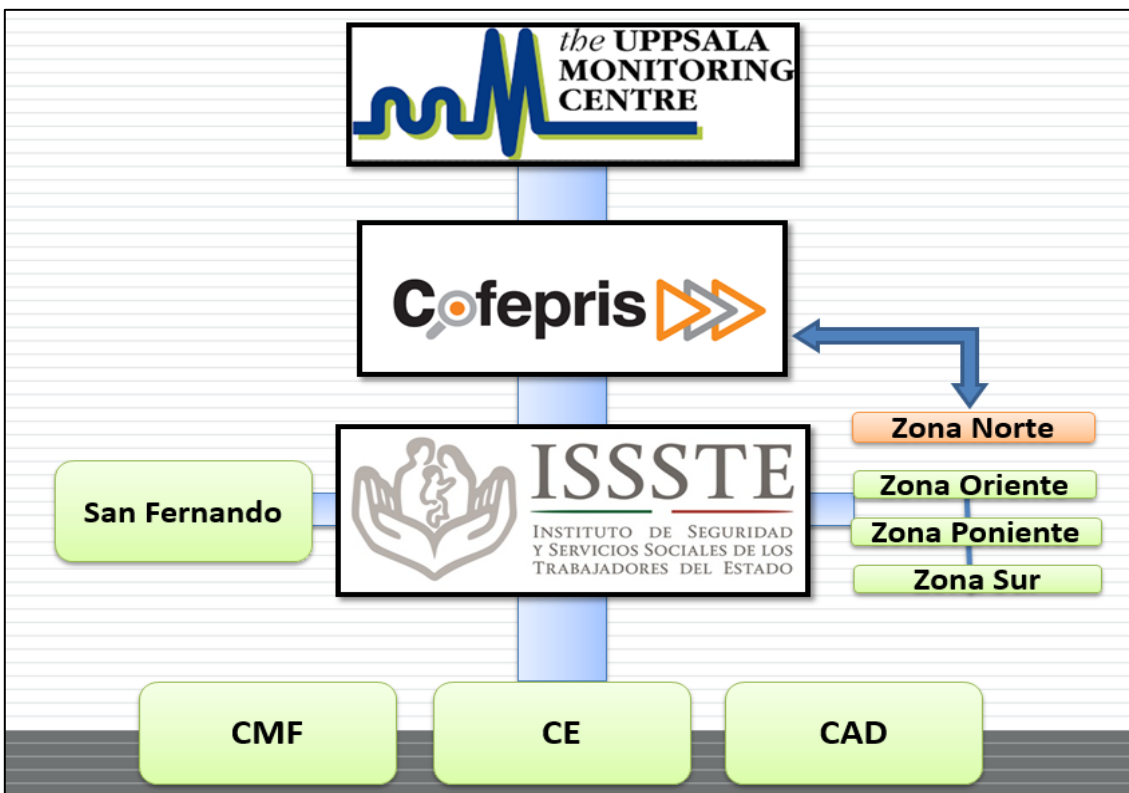 the UPPSALA
MONITORING
CENTRE
Cofepris
Zona Norte
San Fernando
ISSSTE
INSTITUTO DE SEGURIDAD
Y SERVICIOS SOCIALES DE LOS
TRABAJADORES DEL ESTADO
Zona Oriente
Zona Poniente
Zona Sur
CMF
CE
CAD